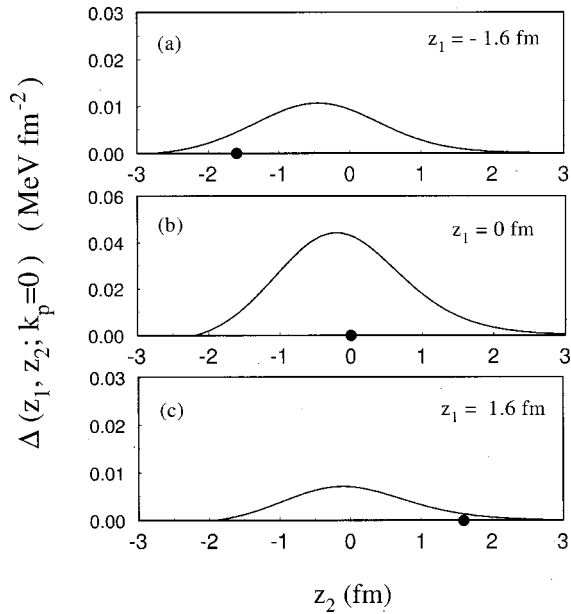 Δ (z₁, z₂; kₚ=0) (MeV fm⁻²)
(a) z₁ = - 1.6 fm
0.03
0.02
0.01
0.00
-3 -2 -1 0 1 2 3
(b) z₁ = 0 fm
0.06
0.04
0.02
0.00
-3 -2 -1 0 1 2 3
(c) z₁ = 1.6 fm
0.03
0.02
0.01
0.00
-3 -2 -1 0 1 2 3
z₂ (fm)